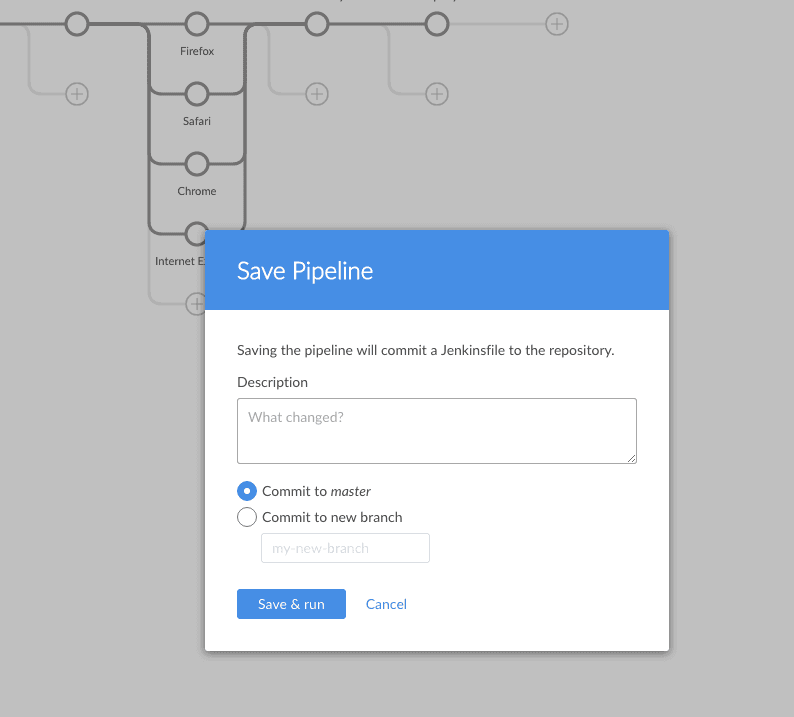 Firefox
Safari
Chrome
Internet
Save Pipeline
Saving the pipeline will commit a Jenkinsfile to the repository.
Description
What changed?
Commit to master
Commit to new branch
my-new-branch
Save & run
Cancel